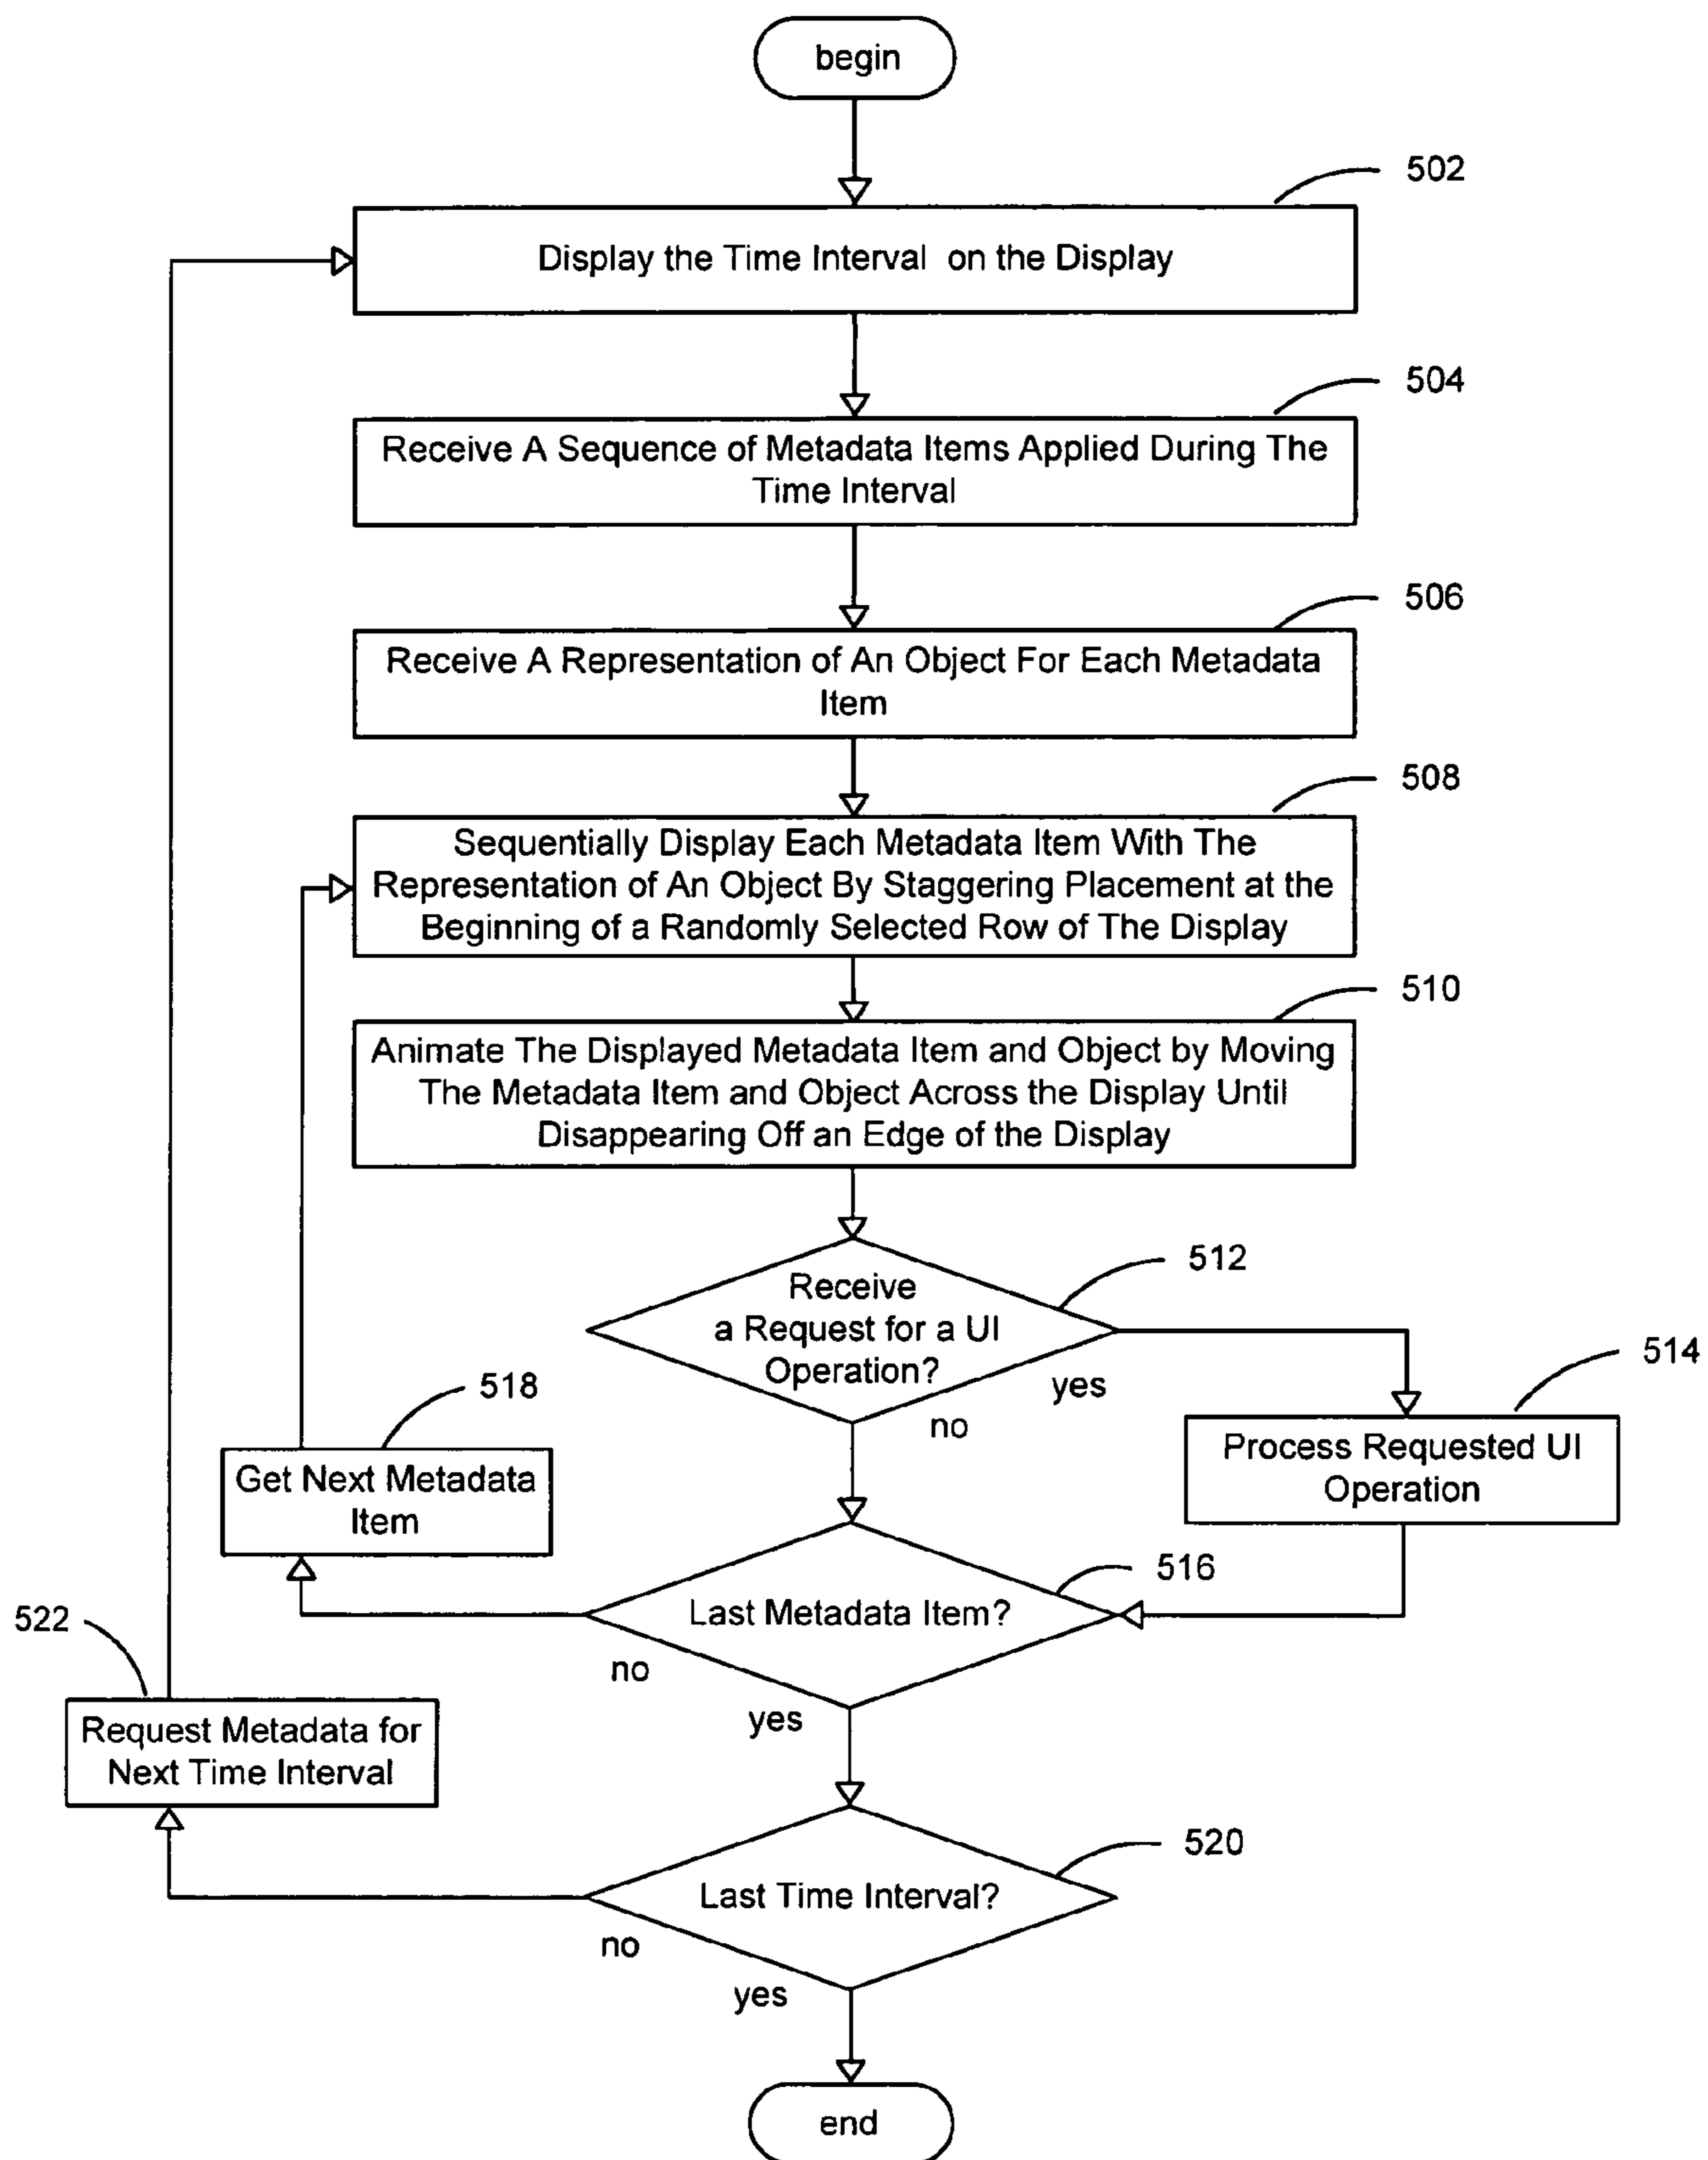 begin
502
Display the Time Interval on the Display
504
Receive A Sequence of Metadata Items Applied During The
Time Interval
506
Receive A Representation of An Object For Each Metadata
Item
508
Sequentially Display Each Metadata Item With The
Representation of An Object By Staggering Placement at the
Beginning of a Randomly Selected Row of The Display
510
Animate The Displayed Metadata Item and Object by Moving
The Metadata Item and Object Across the Display Until
Disappearing Off an Edge of the Display
512
Receive
a Request for a UI
Operation?
yes
no
514
Process Requested UI
Operation
518
Get Next Metadata
Item
516
Last Metadata Item?
no
yes
522
Request Metadata for
Next Time Interval
520
Last Time Interval?
no
yes
end